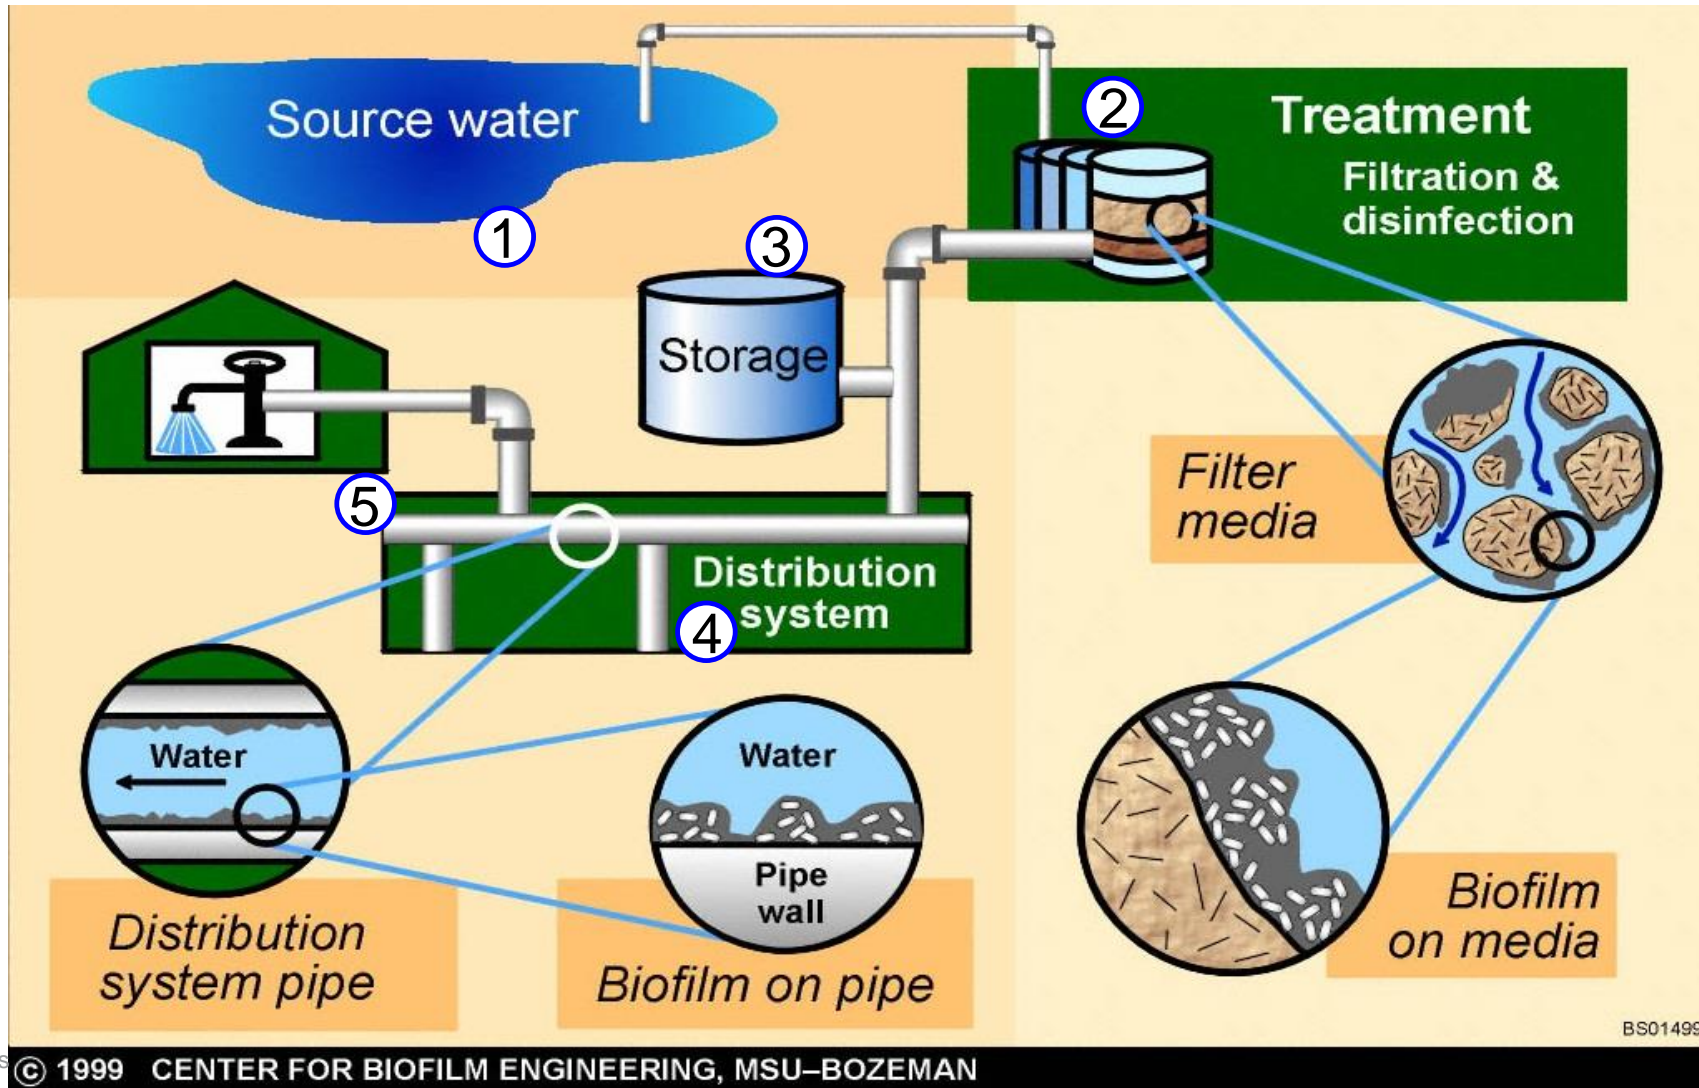 Source water
1
2
Treatment
Filtration &
disinfection
3
Storage
5
Distribution
system
4
Filter
media
Water
Distribution
system pipe
Water
Pipe
wall
Biofilm on pipe
Biofilm
on media
BS01499
s
© 1999 CENTER FOR BIOFILM ENGINEERING, MSU–BOZEMAN